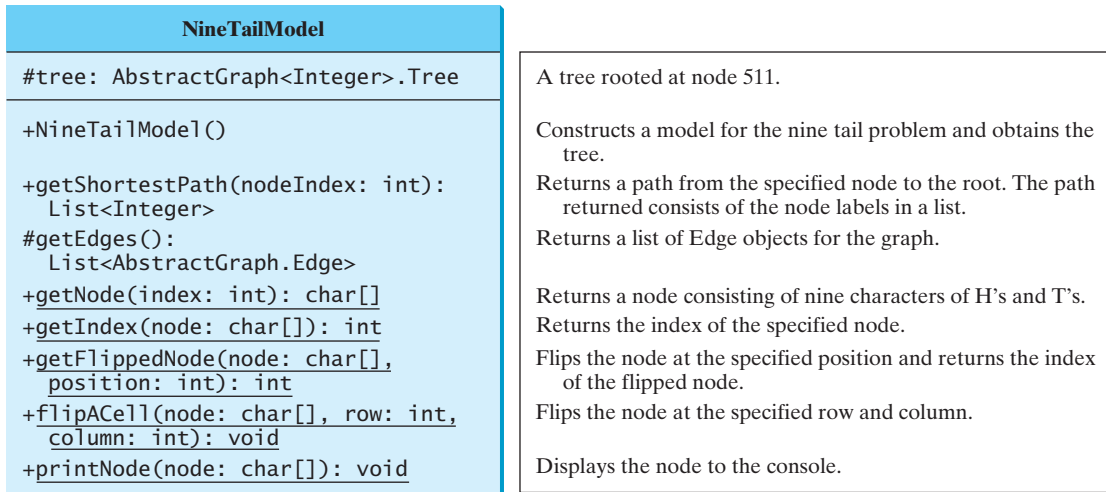 NineTailModel
#tree: AbstractGraph<Integer>.Tree
A tree rooted at node 511.
+NineTailModel()
Constructs a model for the nine tail problem and obtains the
tree.
+getShortestPath(nodeIndex: int):
List<Integer>
Returns a path from the specified node to the root. The path
returned consists of the node labels in a list.
#getEdges():
List<AbstractGraph.Edge>
Returns a list of Edge objects for the graph.
+getNode(index: int): char[]
Returns a node consisting of nine characters of H's and T's.
+getIndex(node: char[]): int
Returns the index of the specified node.
+getFlippedNode(node: char[],
position: int): int
Flips the node at the specified position and returns the index
of the flipped node.
+flipACell(node: char[], row: int,
column: int): void
Flips the node at the specified row and column.
+printNode(node: char[]): void
Displays the node to the console.